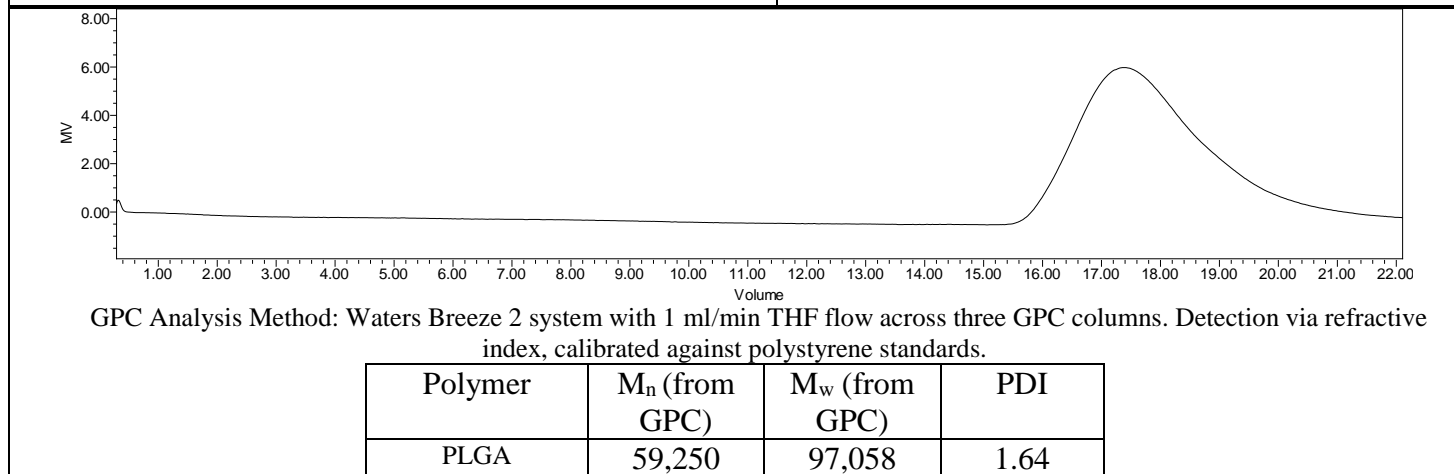 8.00
6.00
4.00
2.00
0.00
MV
1.00 2.00 3.00 4.00 5.00 6.00 7.00 8.00 9.00 10.00 11.00 12.00 13.00 14.00 15.00 16.00 17.00 18.00 19.00 20.00 21.00 22.00
Volume
GPC Analysis Method: Waters Breeze 2 system with 1 ml/min THF flow across three GPC columns. Detection via refractive
index, calibrated against polystyrene standards.
Polymer Mn (from Mw (from PDI
GPC) GPC)
PLGA 59,250 97,058 1.64